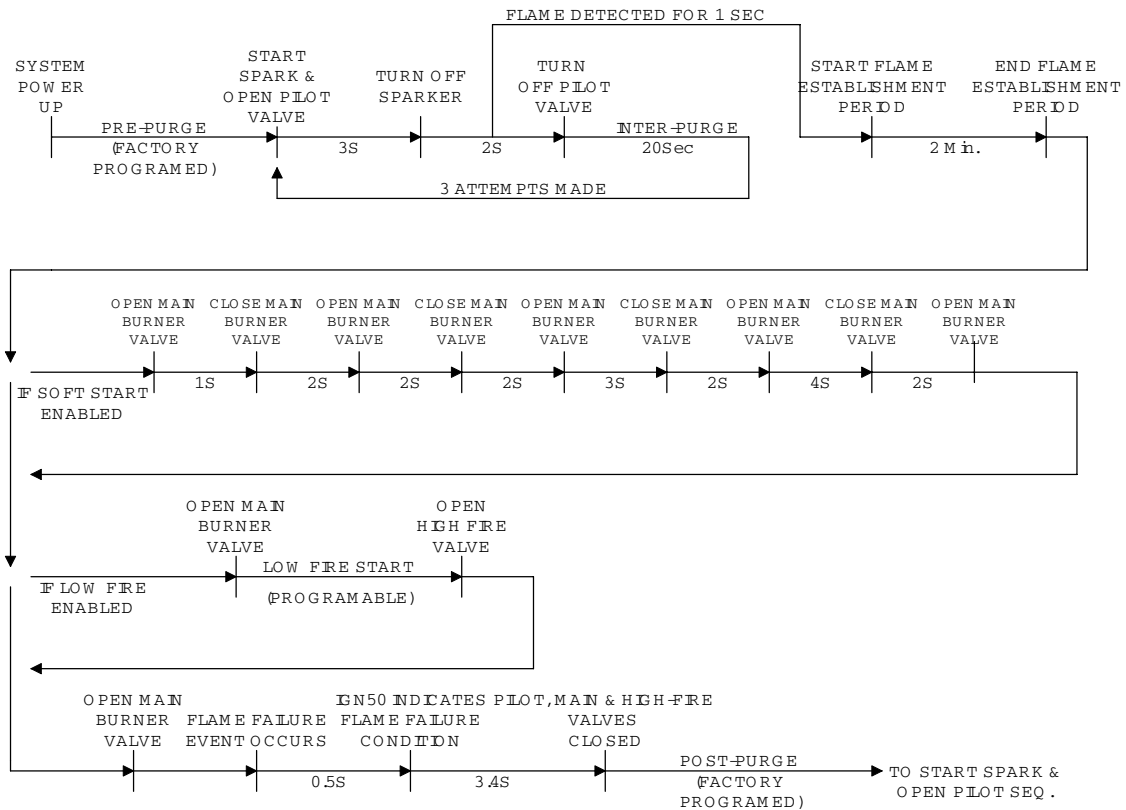 FLAME DETECTED FOR 1 SEC
SYSTEM
POWER
UP
START
SPARK &
OPEN PILOT
VALVE
TURN OFF
SPARKER
TURN
OFF PILOT
VALVE
START FLAME
ESTABLISHMENT
PERIOD
END FLAME
ESTABLISHMENT
PERIOD
PRE-PURGE
(FACTORY
PROGRAMED)
3S
2S
INTER-PURGE
20Sec
2 Min.
3 ATTEMPTS MADE
OPEN MAIN
BURNER
VALVE
CLOSE MAIN
BURNER
VALVE
OPEN MAIN
BURNER
VALVE
CLOSE MAIN
BURNER
VALVE
OPEN MAIN
BURNER
VALVE
CLOSE MAIN
BURNER
VALVE
OPEN MAIN
BURNER
VALVE
CLOSE MAIN
BURNER
VALVE
OPEN MAIN
BURNER
VALVE
IF SOFT START
ENABLED
1S
2S
2S
2S
3S
2S
4S
2S
OPEN MAIN
BURNER
VALVE
OPEN
HIGH FIRE
VALVE
IF LOW FIRE
ENABLED
LOW FIRE START
(PROGRAMABLE)
OPEN MAIN
BURNER
VALVE
FLAME FAILURE
EVENT OCCURS
IGN50 INDICATES
FLAME FAILURE
CONDITION
PILOT, MAIN & HIGH-FIRE
VALVES
CLOSED
0.5S
3.4S
POST-PURGE
(FACTORY
PROGRAMED)
TO START SPARK &
OPEN PILOT SEQ.